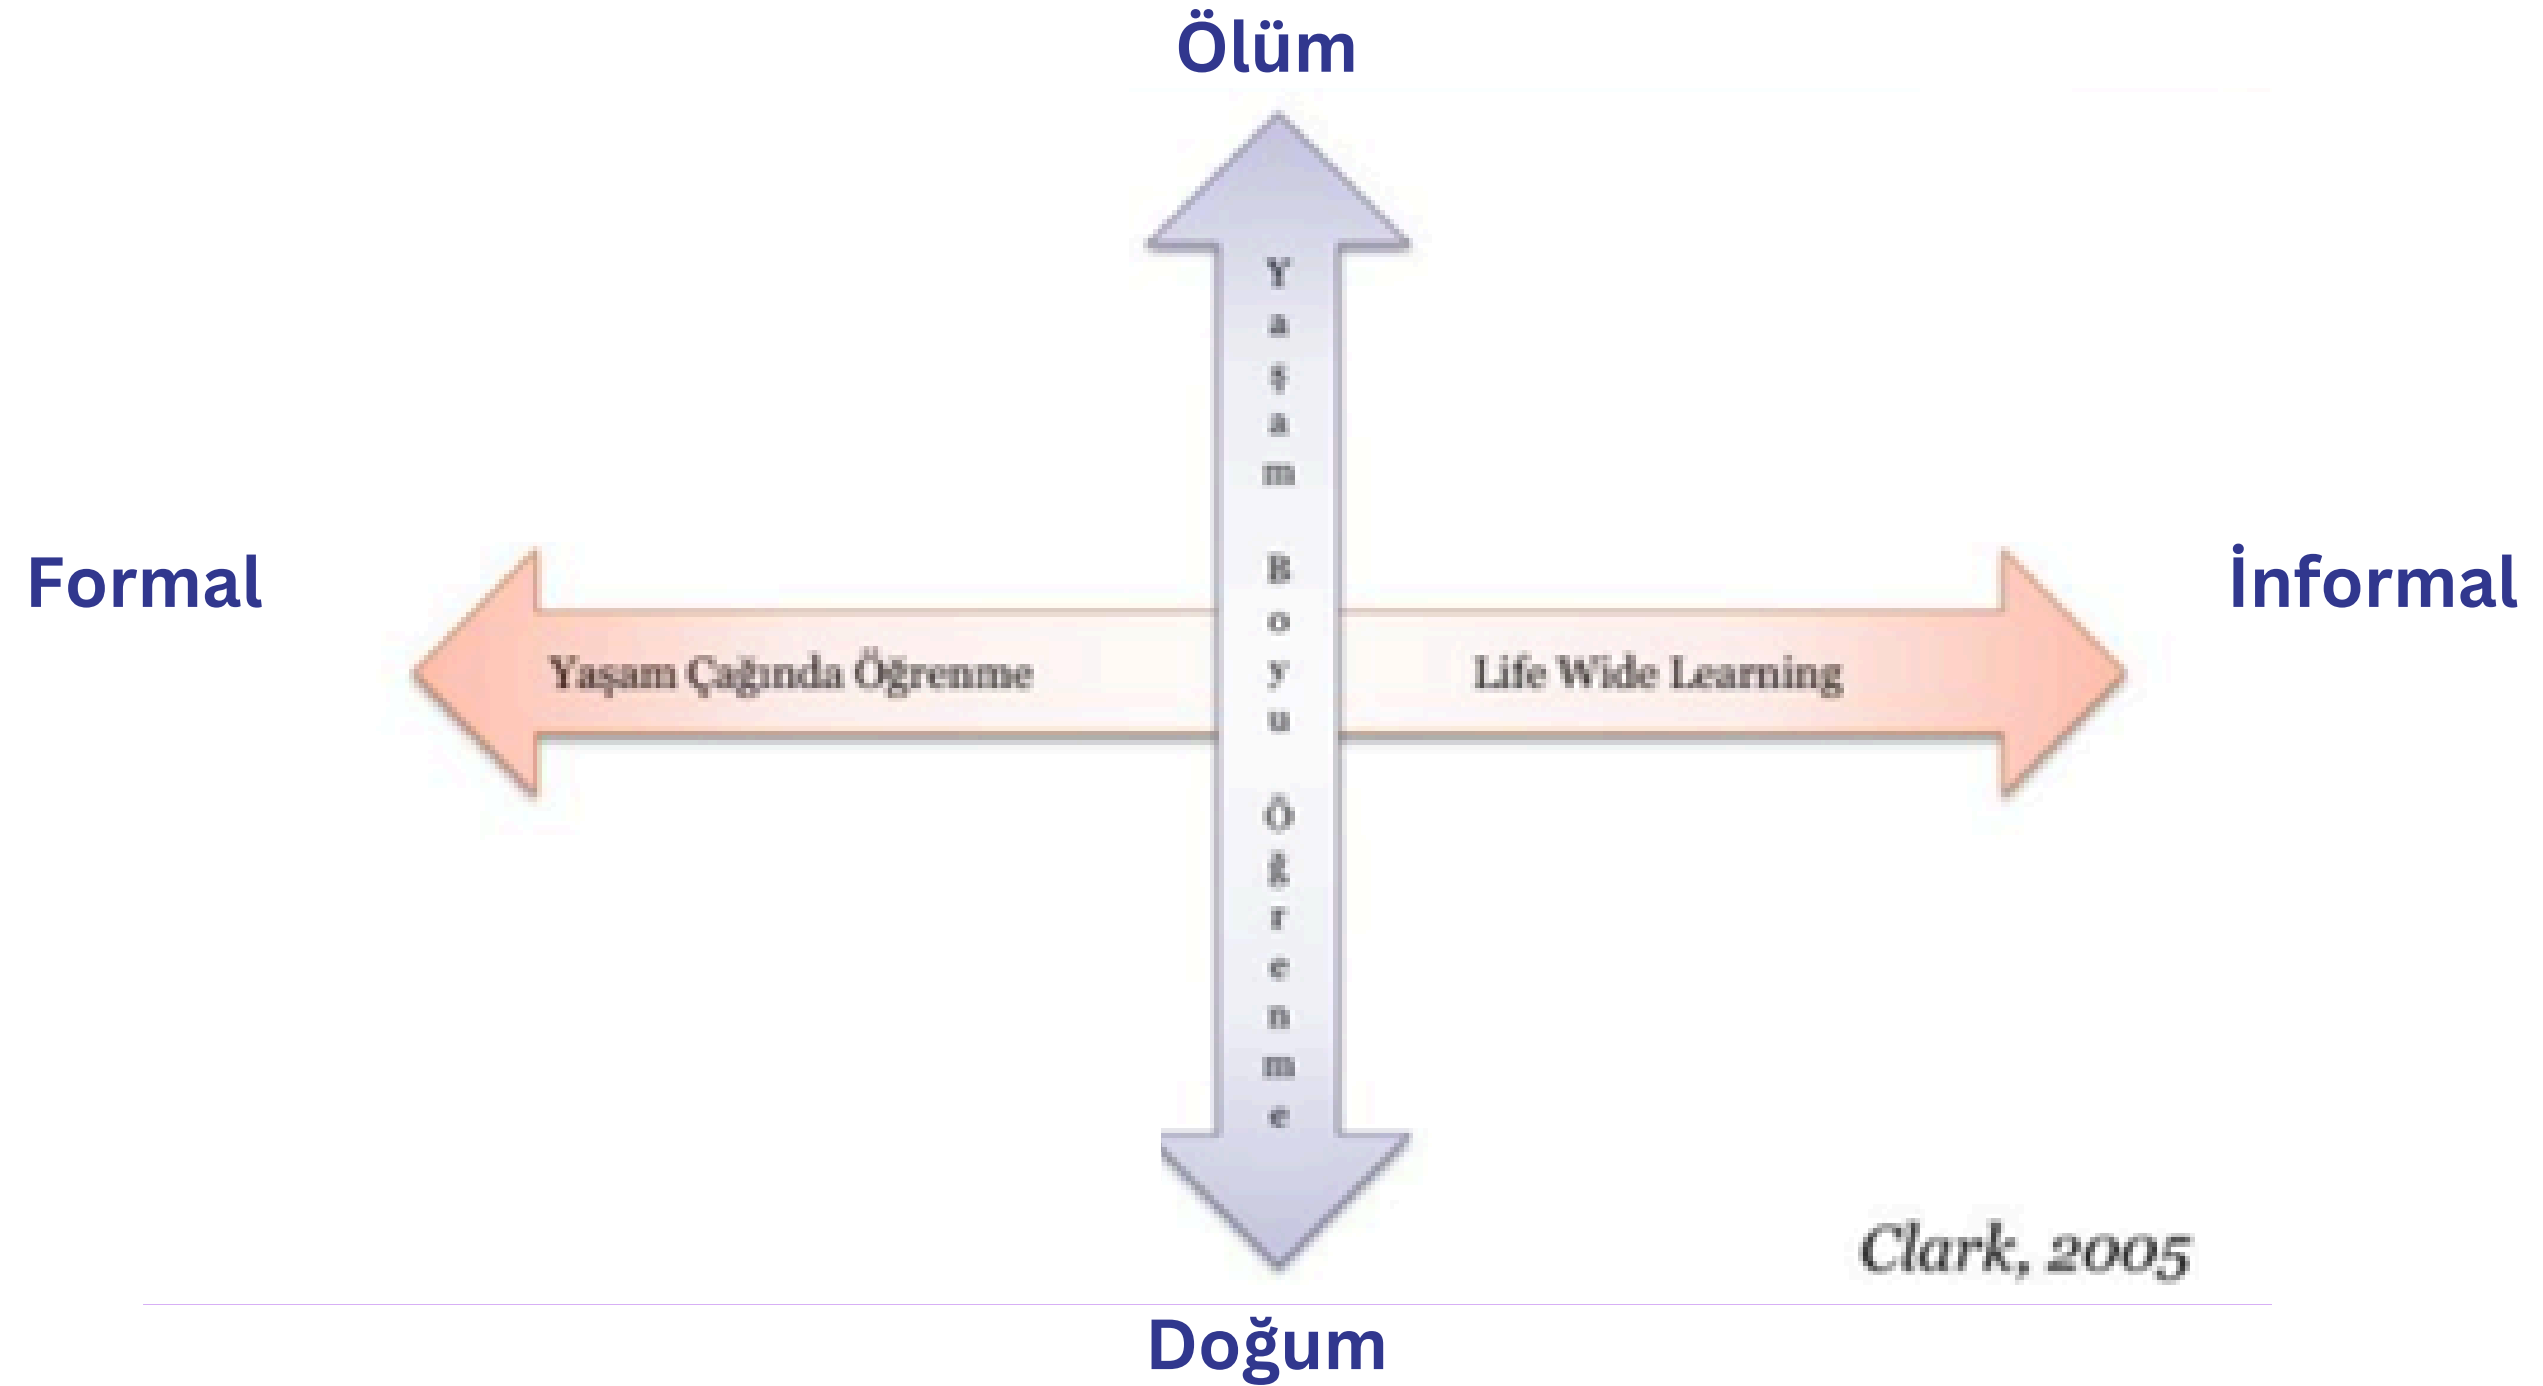 Ölüm
Yaşam Boyu Öğrenme
Formal
İnformal
Yaşam Çağında Öğrenme
Life Wide Learning
Clark, 2005
Doğum